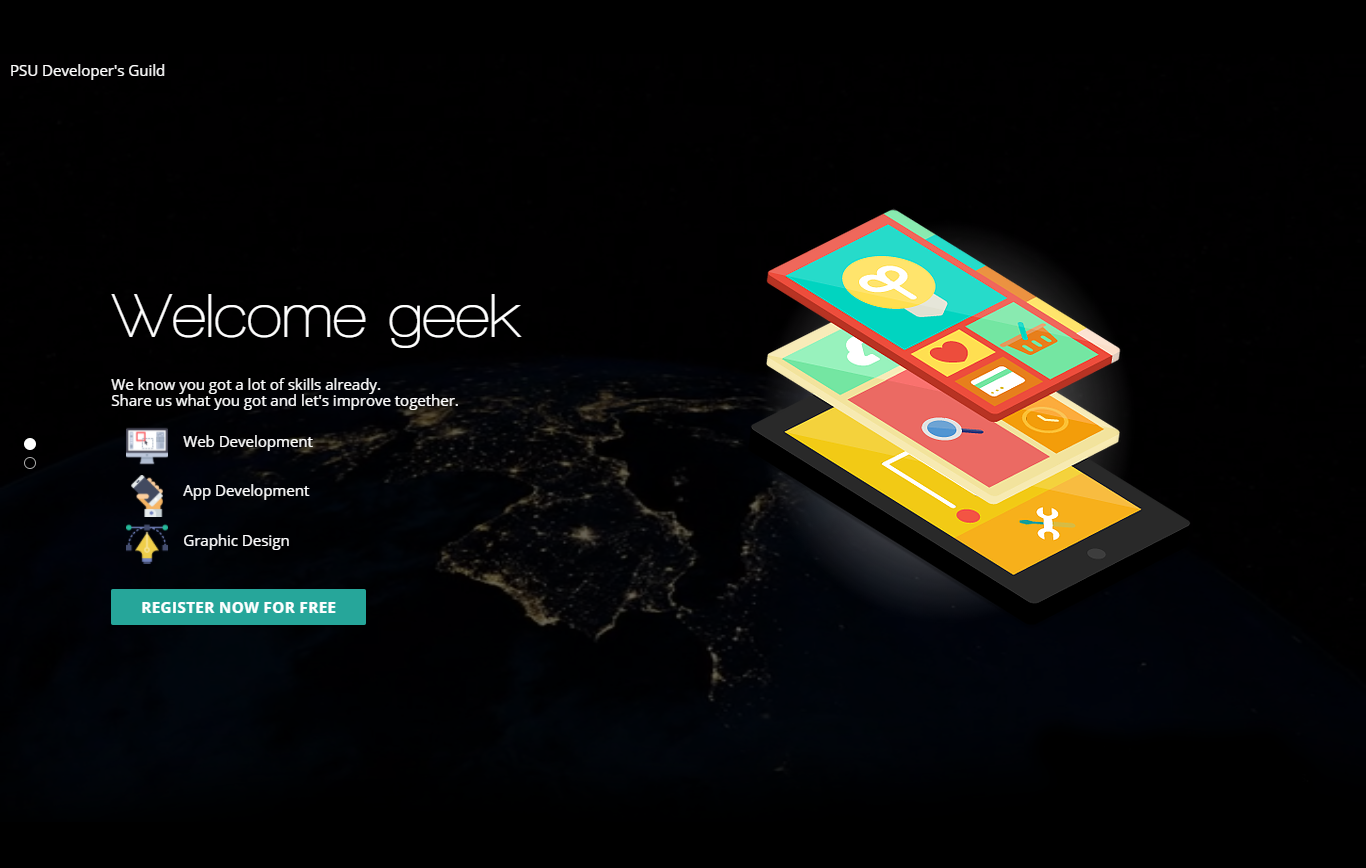 PSU Developer's Guild
Welcome geek
We know you got a lot of skills already.
Share us what you got and let's improve together.
Web Development
App Development
Graphic Design
REGISTER NOW FOR FREE